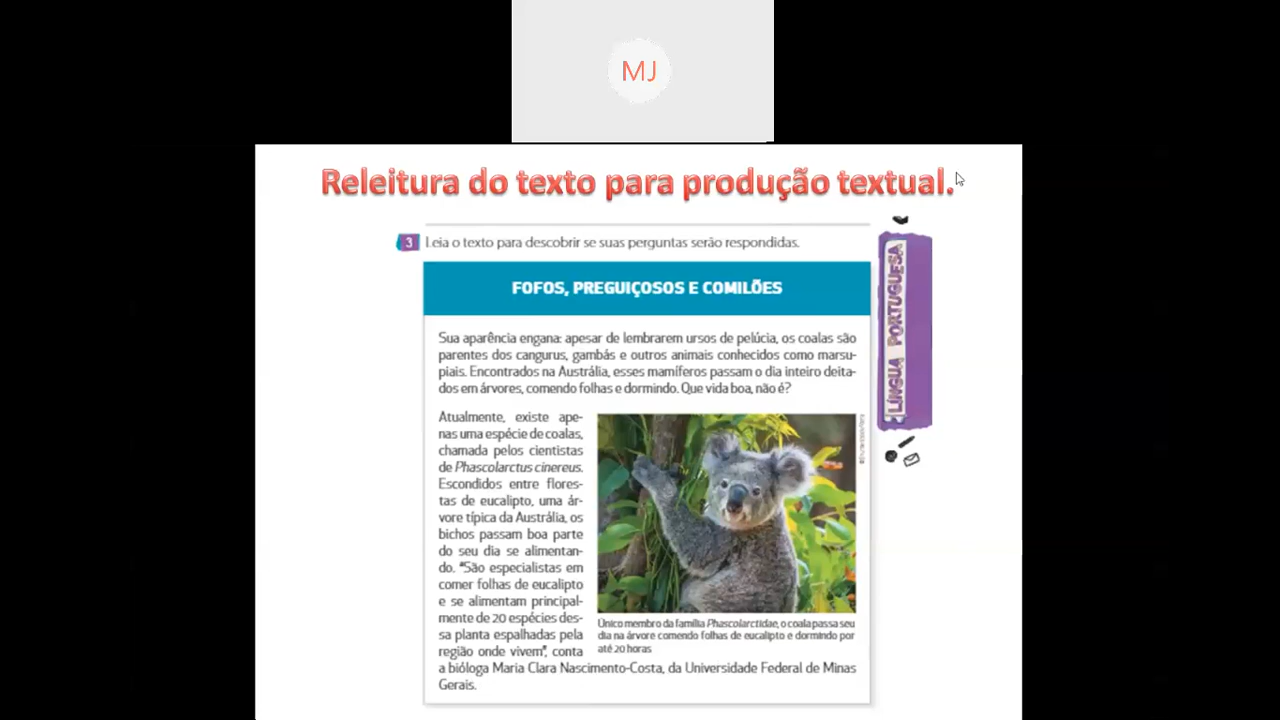 MJ
Releitura do texto para produção textual.
3 Leia o texto para descobrir se suas perguntas serão respondidas.
LÍNGUA PORTUGUESA
FOFOS, PREGUIÇOSOS E COMILÕES
Sua aparência engana: apesar de lembrarem ursos de pelúcia, os coalas são
parentes dos cangurus, gambás e outros animais conhecidos como marsu-
piais. Encontrados na Austrália, esses mamíferos passam o dia inteiro deita-
dos em árvores, comendo folhas e dormindo. Que vida boa, não é?
Atualmente, existe ape-
nas uma espécie de coalas,
chamada pelos cientistas
de Phascolarctus cinereus.
Escondidos entre flores-
tas de eucalipto, uma ár-
vore típica da Austrália, os
bichos passam boa parte
do seu dia se alimentan-
do. "São especialistas em
comer folhas de eucalipto
e se alimentam principal-
mente de 20 espécies des-
sa planta espalhadas pela
região onde vivem", conta
a bióloga Maria Clara Nascimento-Costa, da Universidade Federal de Minas
Gerais.
Único membro da família Phascolarctidae, o coala passa seu
dia na árvore comendo folhas de eucalipto e dormindo por
até 20 horas